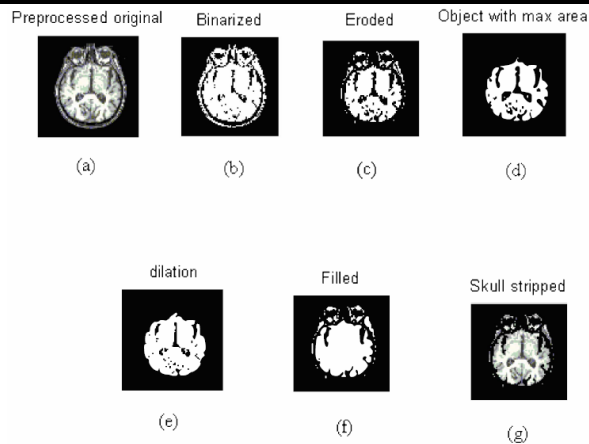 Preprocessed original
Binarized
Eroded
Object with max area
(a)
(b)
(c)
(d)
dilation
Filled
Skull stripped
(e)
(f)
(g)